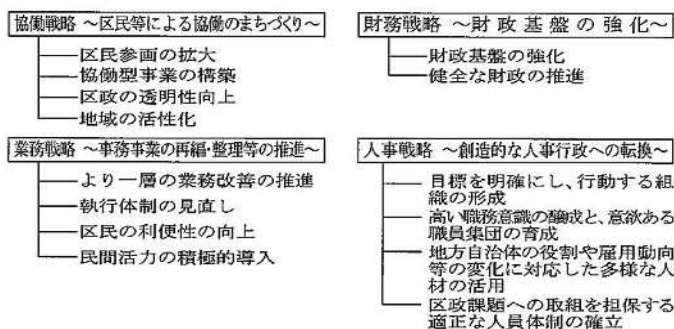 協働戦略 ～区民等による協働のまちづくり～
区民参画の拡大
協働型事業の構築
区政の透明性向上
地域の活性化
財務戦略 ～財政基盤の強化～
財政基盤の強化
健全な財政の推進
業務戦略 ～事務事業の再編・整理等の推進～
より一層の業務改善の推進
執行体制の見直し
区民の利便性の向上
民間活力の積極的導入
人事戦略 ～創造的な人事行政への転換～
目標を明確にし、行動する組
織の形成
高い職務意識の醸成と、意欲ある
職員集団の育成
地方自治体の役割や雇用動向
等の変化に対応した多様な人
材の活用
区政課題への取組を担保する
適正な人員体制の確立